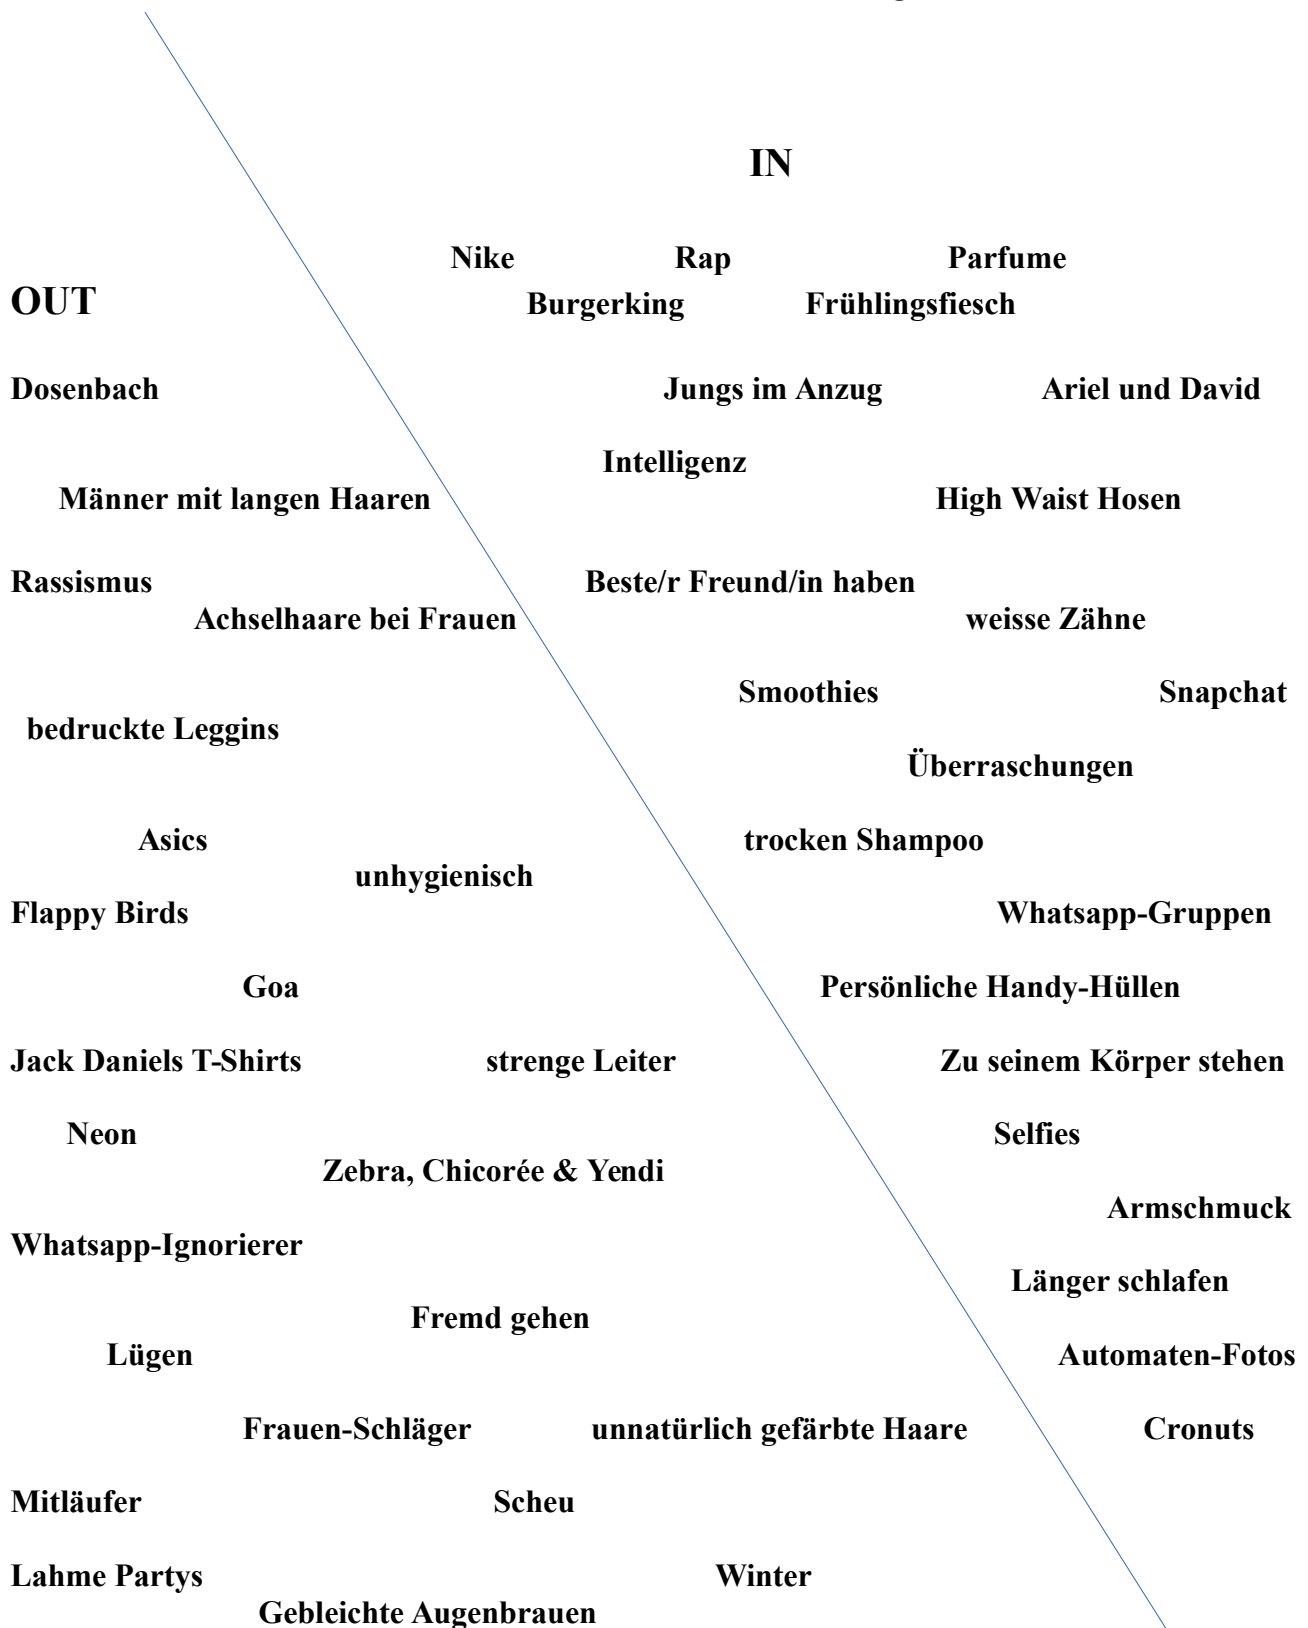 IN
Nike Rap Parfume
OUT Burgerking Frühlingsfiesch
Dosenbach Jungs im Anzug Ariel und David
Intelligenz
Männer mit langen Haaren High Waist Hosen
Rassismus Beste/r Freund/in haben
Achselhaare bei Frauen weisse Zähne
Smoothies Snapchat
bedruckte Leggins
Überraschungen
Asics trocken Shampoo
unhygienisch
Flappy Birds Whatsapp-Gruppen
Goa Persönliche Handy-Hüllen
Jack Daniels T-Shirts strenge Leiter Zu seinem Körper stehen
Neon Selfies
Zebra, Chicorée & Yendi
Armschmuck
Whatsapp-Ignorierer
Länger schlafen
Fremd gehen
Lügen Automaten-Fotos
Frauen-Schläger unnatürlich gefärbte Haare Cronuts
Mitläufer Scheu
Lahme Partys Winter
Gebleichte Augenbrauen